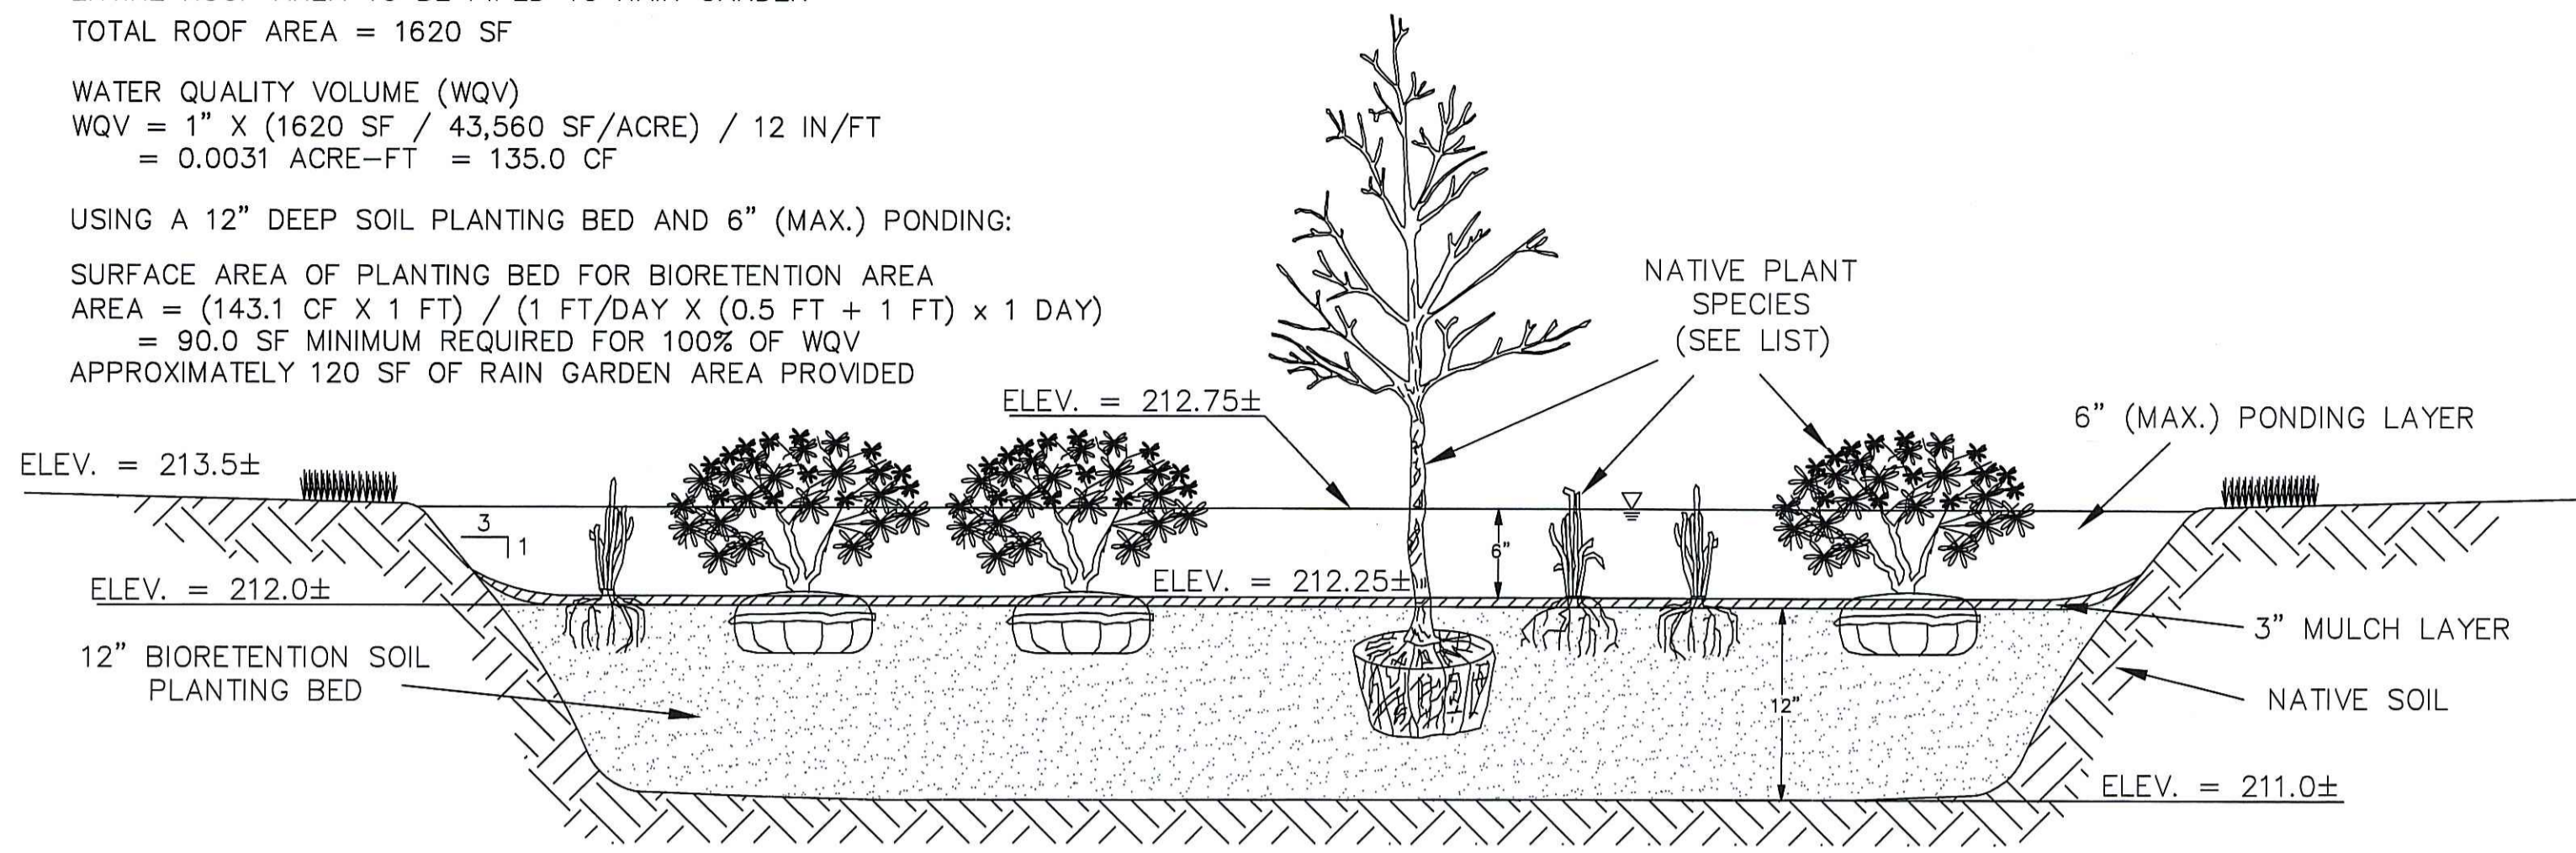 TOTAL ROOF AREA = 1620 SF
WATER QUALITY VOLUME (WQV)
WQV = 1” X (1620 SF / 43,560 SF/ACRE) / 12 IN/FT
= 0.0031 ACRE–FT = 135.0 CF
USING A 12” DEEP SOIL PLANTING BED AND 6” (MAX.) PONDING:
SURFACE AREA OF PLANTING BED FOR BIORETENTION AREA
AREA = (143.1 CF X 1 FT) / (1 FT/DAY X (0.5 FT + 1 FT) x 1 DAY)
= 90.0 SF MINIMUM REQUIRED FOR 100% OF WQV
APPROXIMATELY 120 SF OF RAIN GARDEN AREA PROVIDED
NATIVE PLANT
SPECIES
(SEE LIST)
ELEV. = 212.75±
6” (MAX.) PONDING LAYER
ELEV. = 213.5±
3
1
6”
ELEV. = 212.0±
ELEV. = 212.25±
3” MULCH LAYER
12” BIORETENTION SOIL
PLANTING BED
12”
NATIVE SOIL
ELEV. = 211.0±